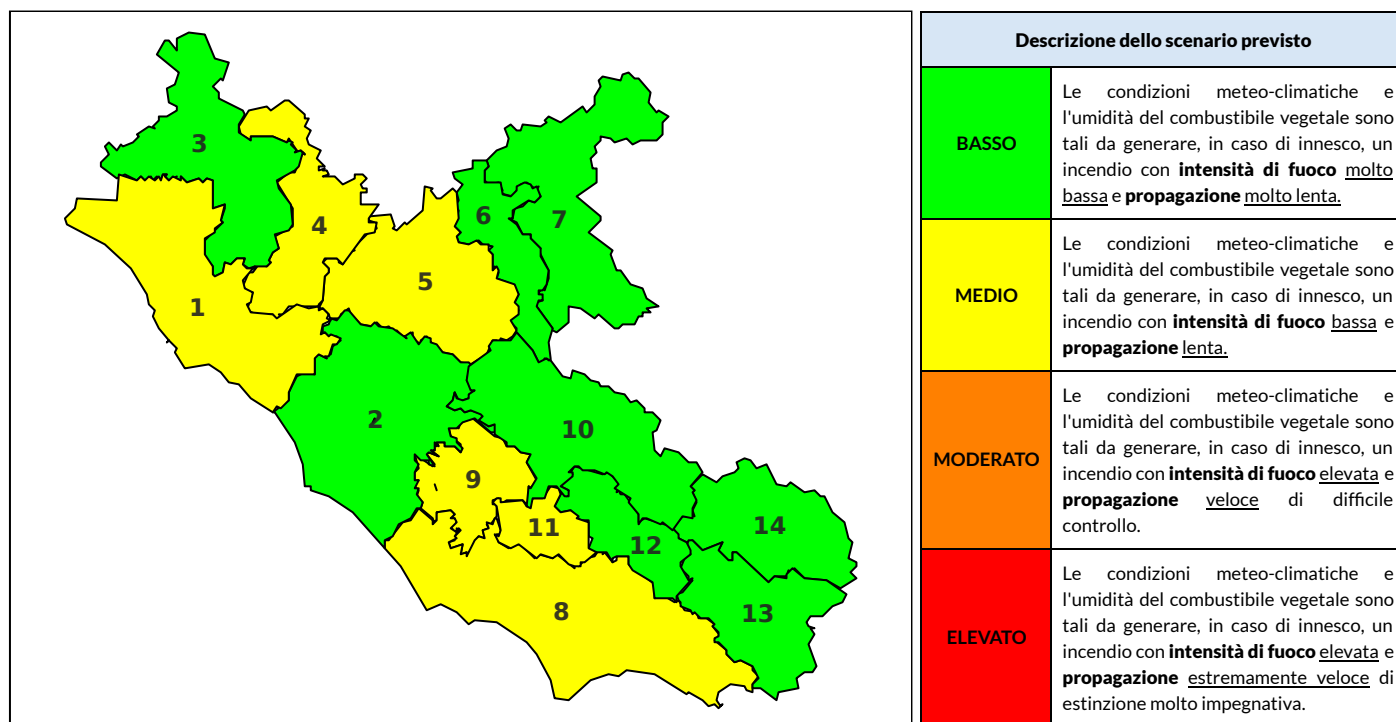 3
4
6
7
5
1
2
10
9
11
12
14
8
13
Descrizione dello scenario previsto
BASSO
Le condizioni meteo-climatiche e
l'umidità del combustibile vegetale sono
tali da generare, in caso di innesco, un
incendio con intensità di fuoco molto
bassa e propagazione molto lenta.
MEDIO
Le condizioni meteo-climatiche e
l'umidità del combustibile vegetale sono
tali da generare, in caso di innesco, un
incendio con intensità di fuoco bassa e
propagazione lenta.
MODERATO
Le condizioni meteo-climatiche e
l'umidità del combustibile vegetale sono
tali da generare, in caso di innesco, un
incendio con intensità di fuoco elevata e
propagazione veloce di difficile
controllo.
ELEVATO
Le condizioni meteo-climatiche e
l'umidità del combustibile vegetale sono
tali da generare, in caso di innesco, un
incendio con intensità di fuoco elevata e
propagazione estremamente veloce di
estinzione molto impegnativa.